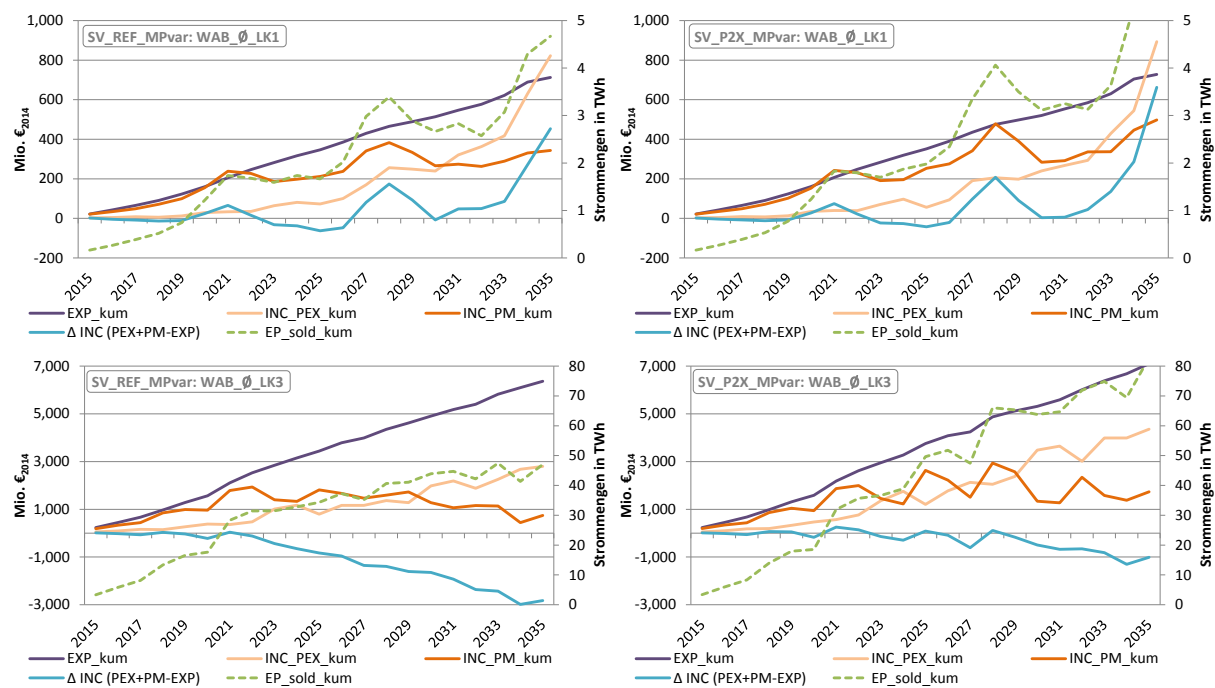 SV_REF_MPvar: WAB_Ø_LK1
Mio. €2014
1,000
800
600
400
200
0
-200
5
4
3
2
1
0
Strommengen in TWh
2015 2017 2019 2021 2023 2025 2027 2029 2031 2033 2035
EXP_kum INC_PEX_kum INC_PM_kum
Δ INC (PEX+PM-EXP) EP_sold_kum
SV_P2X_MPvar: WAB_Ø_LK1
Mio. €2014
1,000
800
600
400
200
0
-200
5
4
3
2
1
0
Strommengen in TWh
2015 2017 2019 2021 2023 2025 2027 2029 2031 2033 2035
EXP_kum INC_PEX_kum INC_PM_kum
Δ INC (PEX+PM-EXP) EP_sold_kum
SV_REF_MPvar: WAB_Ø_LK3
Mio. €2014
7,000
5,000
3,000
1,000
-1,000
-3,000
80
70
60
50
40
30
20
10
0
Strommengen in TWh
2015 2017 2019 2021 2023 2025 2027 2029 2031 2033 2035
EXP_kum INC_PEX_kum INC_PM_kum
Δ INC (PEX+PM-EXP) EP_sold_kum
SV_P2X_MPvar: WAB_Ø_LK3
Mio. €2014
7,000
5,000
3,000
1,000
-1,000
-3,000
80
70
60
50
40
30
20
10
0
Strommengen in TWh
2015 2017 2019 2021 2023 2025 2027 2029 2031 2033 2035
EXP_kum INC_PEX_kum INC_PM_kum
Δ INC (PEX+PM-EXP) EP_sold_kum